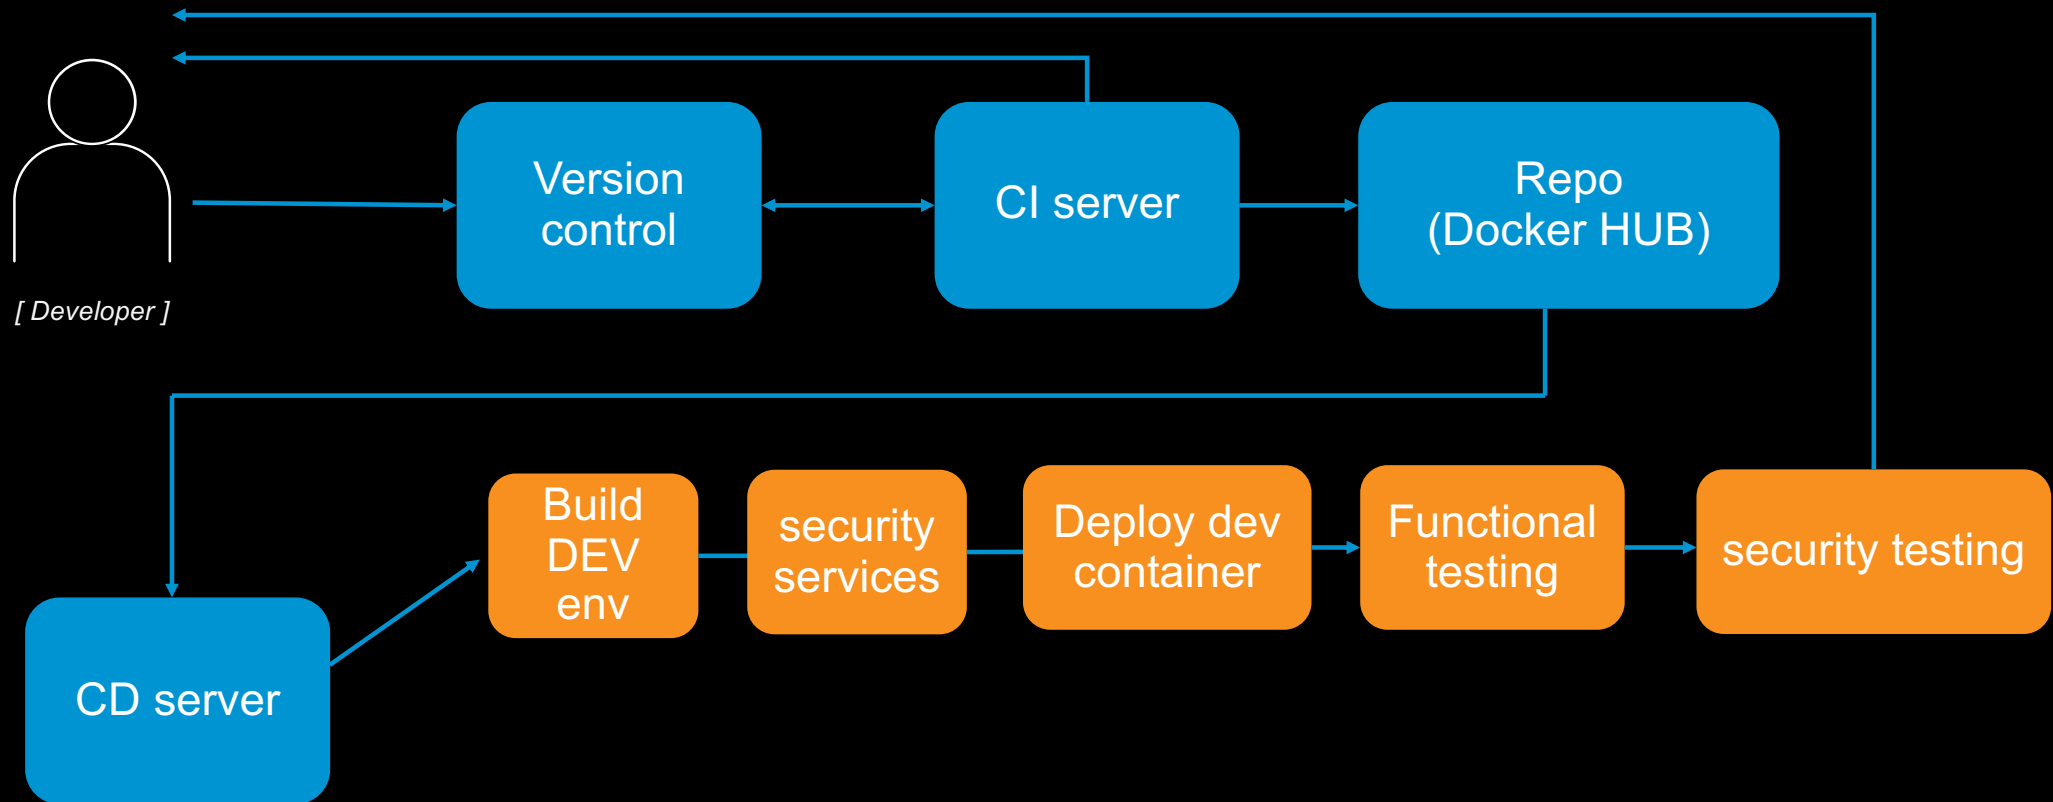 Version
control
CI server
Repo
(Docker HUB)
[ Developer ]
Build
DEV
env
security
services
Deploy dev
container
Functional
testing
security testing
CD server